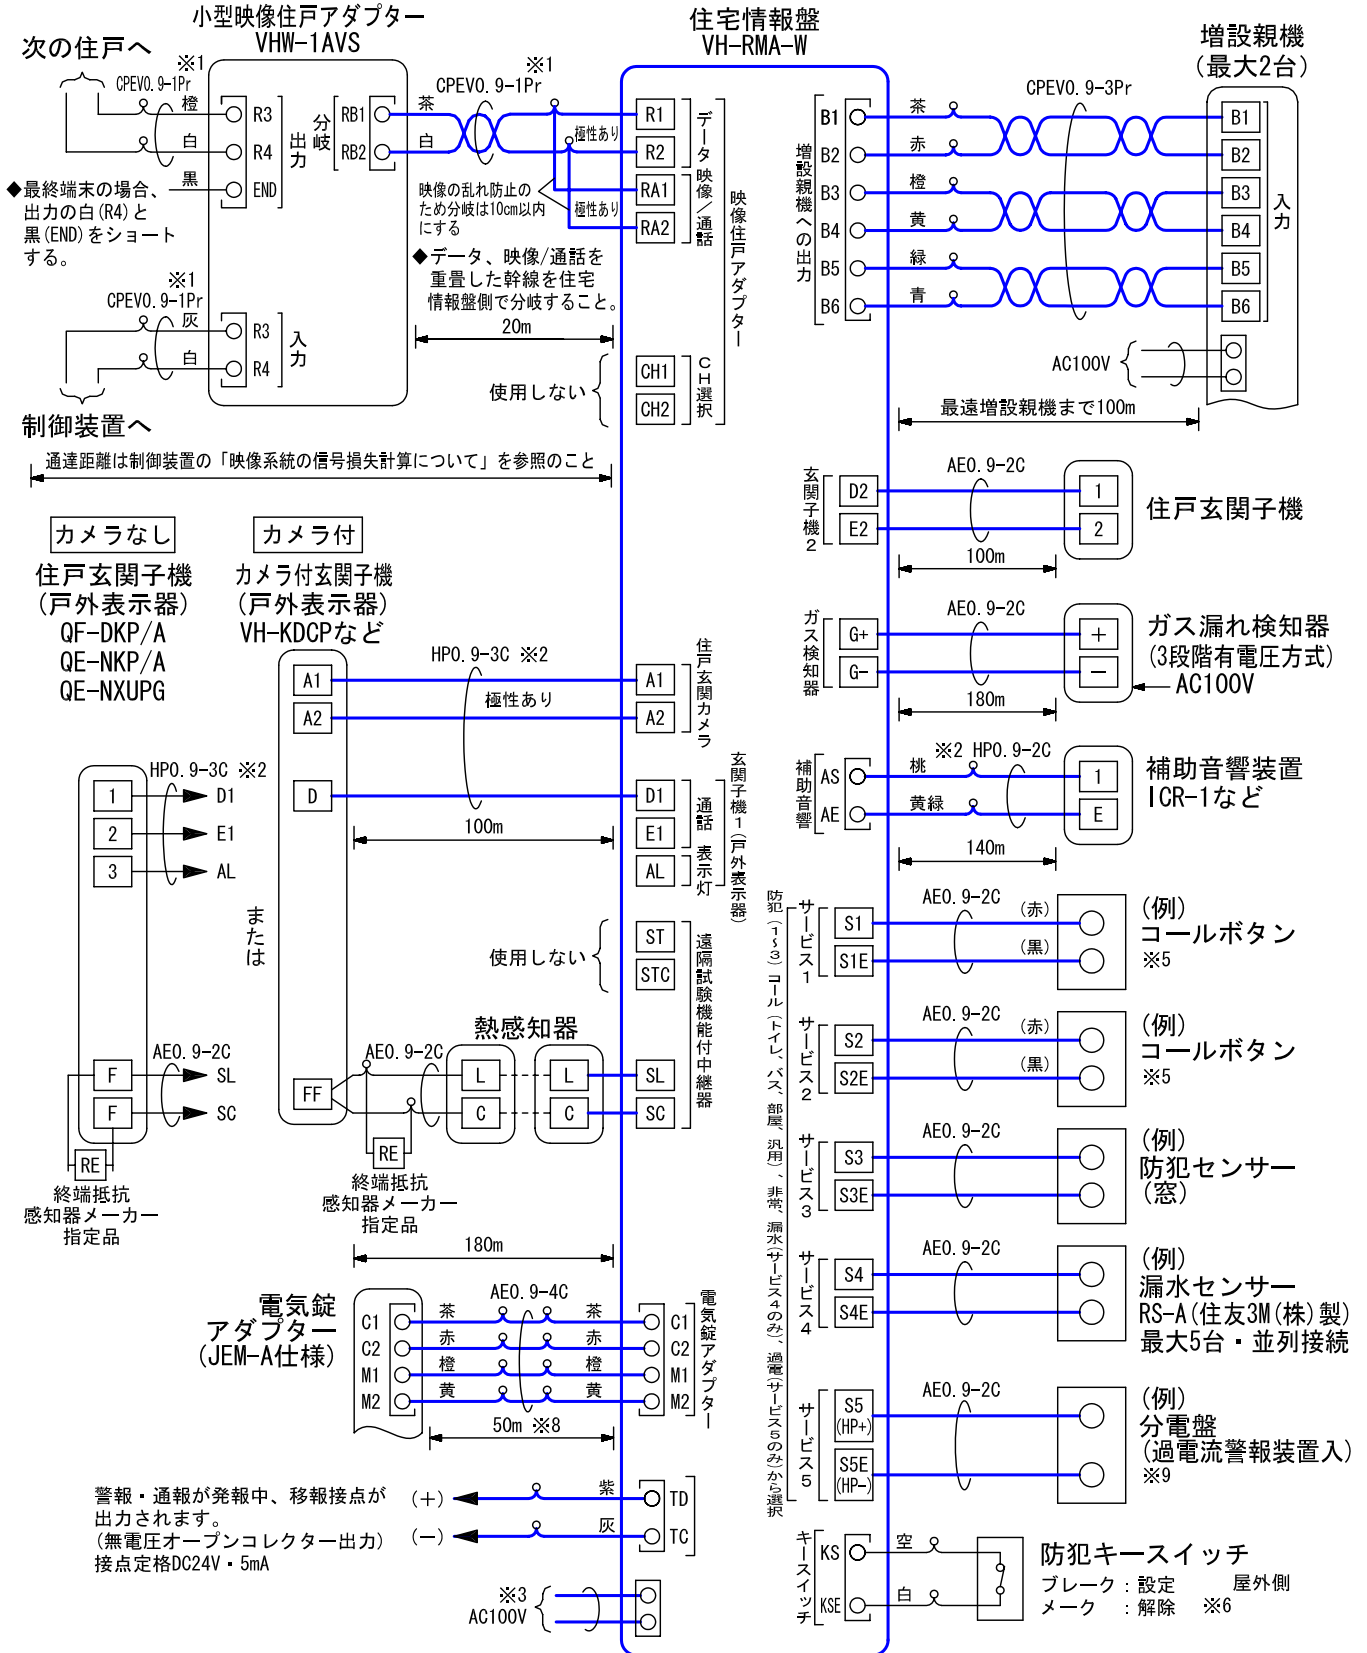 小型映像住戸アダプター
VHW-1AVS
次の住戸へ
※1
CPEV0.9-1Pr
橙
白
黒
R3
R4
END
出力
分岐
RB1
RB2
◆最終端末の場合、
出力の白(R4)と
黒(END)をショート
する。
※1
CPEV0.9-1Pr
灰
白
R3
R4
入力
制御装置へ
※1
CPEV0.9-1Pr
茶
白
極性あり
極性あり
映像の乱れ防止の
ため分岐は10cm以内
にする
◆データ、映像/通話を
重畳した幹線を住宅
情報盤側で分岐すること。
20m
使用しない
通達距離は制御装置の「映像系統の信号損失計算について」を参照のこと
住宅情報盤
VH-RMA-W
R1
R2
RA1
RA2
データ
映像/通話
映像住戸アダプター
CH1
CH2
CH選択
増設親機への出力
B1
B2
B3
B4
B5
B6
茶
赤
橙
黄
緑
青
CPEV0.9-3Pr
増設親機
(最大2台)
B1
B2
B3
B4
B5
B6
入力
AC100V
最遠増設親機まで100m
玄関子機2
D2
E2
AE0.9-2C
1
2
100m
住戸玄関子機
ガス検知器
G+
G-
AE0.9-2C
+
−
180m
ガス漏れ検知器
(3段階有電圧方式)
AC100V
補助音響
AS
AE
桃
黄緑
※2 HP0.9-2C
1
E
140m
補助音響装置
ICR-1など
カメラなし
住戸玄関子機
(戸外表示器)
QF-DKP/A
QE-NKP/A
QE-NXUPG
HP0.9-3C ※2
1
2
3
D1
E1
AL
AE0.9-2C
F
F
SL
SC
RE
終端抵抗
感知器メーカー
指定品
または
カメラ付
カメラ付玄関子機
(戸外表示器)
VH-KDCPなど
A1
A2
D
FF
HP0.9-3C ※2
極性あり
100m
A1
A2
住戸玄関カメラ
D1
E1
AL
通話
表示灯
玄関子機1(戸外表示器)
使用しない
ST
STC
SL
SC
遠隔試験機能付中継器
熱感知器
AE0.9-2C
L
C
L
C
RE
終端抵抗
感知器メーカー
指定品
180m
電気錠
アダプター
(JEM-A仕様)
C1
C2
M1
M2
茶
赤
橙
黄
AE0.9-4C
茶
赤
橙
黄
C1
C2
M1
M2
電気錠アダプター
50m ※8
警報・通報が発報中、移報接点が
出力されます。
(無電圧オープンコレクター出力)
接点定格DC24V・5mA
(+)
(−)
紫
灰
TD
TC
※3
AC100V
防犯(1~3)コール(トイレ、バス、部屋、汎用)、非常、漏水(サービス4のみ)、過電(サービス5のみ)から選択
サービス1
S1
S1E
AE0.9-2C
(赤)
(黒)
(例)
コールボタン
※5
サービス2
S2
S2E
AE0.9-2C
(赤)
(黒)
(例)
コールボタン
※5
サービス3
S3
S3E
AE0.9-2C
(例)
防犯センサー
(窓)
サービス4
S4
S4E
AE0.9-2C
(例)
漏水センサー
RS-A(住友3M(株)製)
最大5台・並列接続
サービス5
S5
(HP+)
S5E
(HP-)
AE0.9-2C
(例)
分電盤
(過電流警報装置入)
※9
キースイッチ
KS
KSE
空
白
防犯キースイッチ
ブレーク:設定 屋外側
メーク :解除 ※6